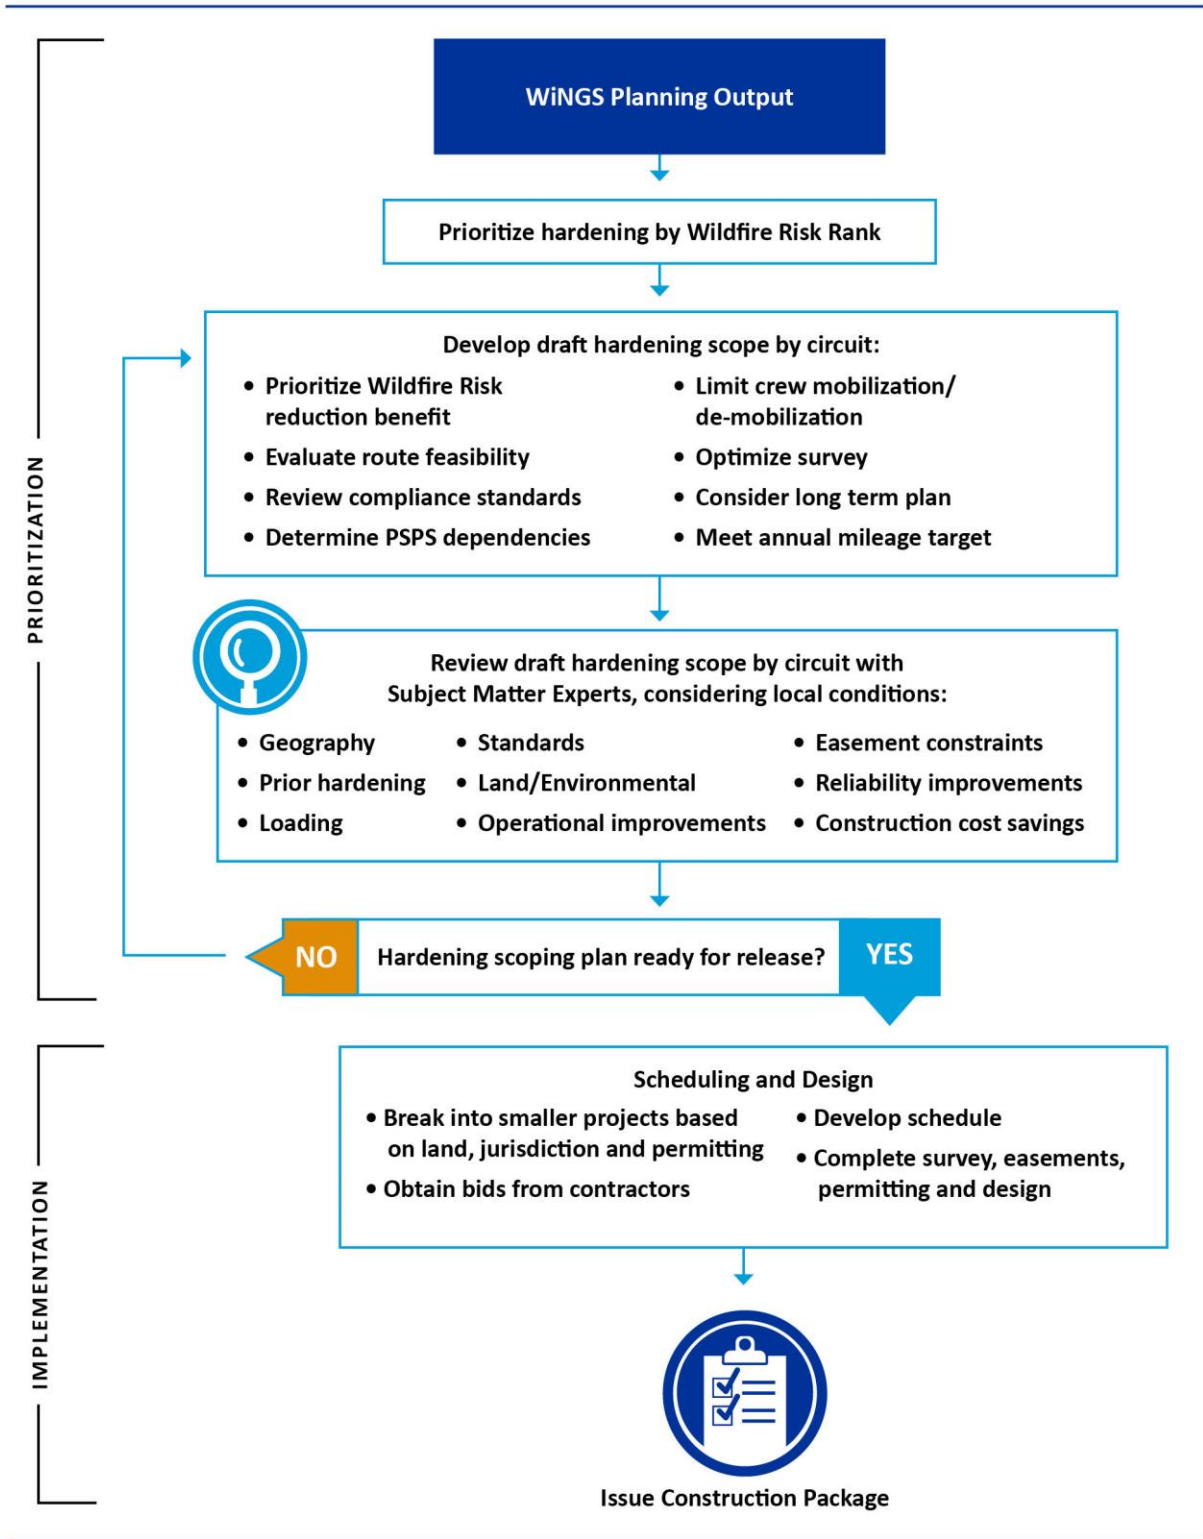 WiNGS Planning Output
Prioritize hardening by Wildfire Risk Rank
Develop draft hardening scope by circuit:
• Prioritize Wildfire Risk
reduction benefit
• Evaluate route feasibility
• Review compliance standards
• Determine PSPS dependencies
• Limit crew mobilization/
de-mobilization
• Optimize survey
• Consider long term plan
• Meet annual mileage target
PRIORITIZATION
Review draft hardening scope by circuit with
Subject Matter Experts, considering local conditions:
• Geography
• Prior hardening
• Loading
• Standards
• Land/Environmental
• Operational improvements
• Easement constraints
• Reliability improvements
• Construction cost savings
NO
Hardening scoping plan ready for release?
YES
IMPLEMENTATION
Scheduling and Design
• Break into smaller projects based
on land, jurisdiction and permitting
• Obtain bids from contractors
• Develop schedule
• Complete survey, easements,
permitting and design
Issue Construction Package